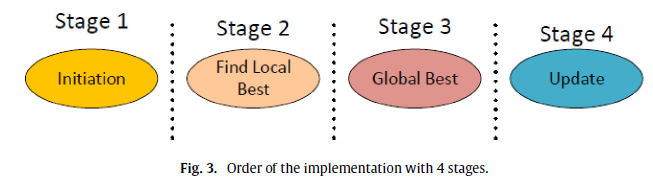 Stage 1
Stage 2
Stage 3
Stage 4
Initiation
Find Local
Best
Global Best
Update
Fig. 3. Order of the implementation with 4 stages.